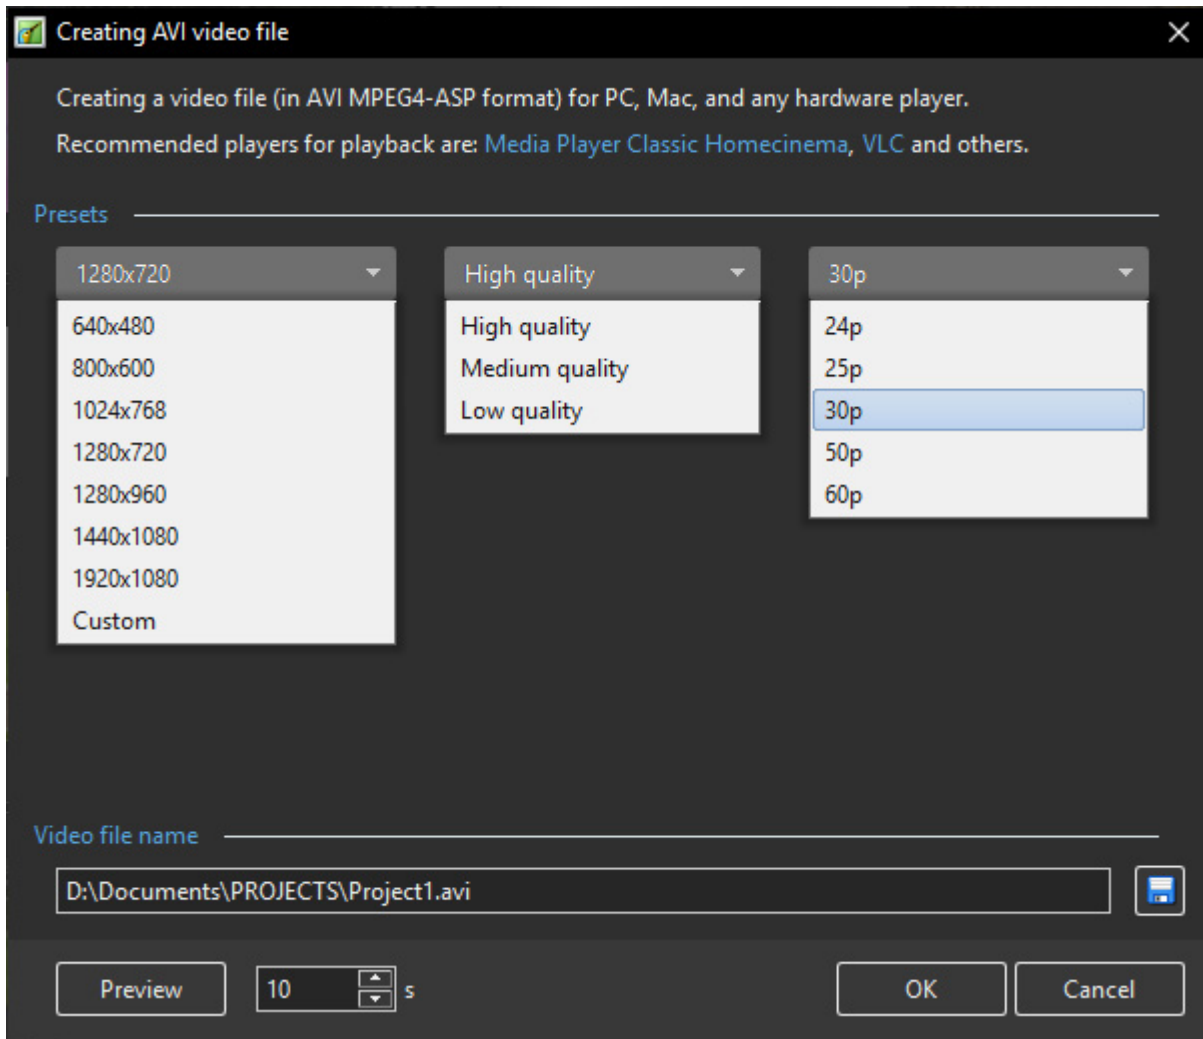 Creating AVI video file
Creating a video file (in AVI MPEG4-ASP format) for PC, Mac, and any hardware player.
Recommended players for playback are: Media Player Classic Homecinema, VLC and others.
Presets
1280x720
640x480
800x600
1024x768
1280x720
1280x960
1440x1080
1920x1080
Custom
High quality
High quality
Medium quality
Low quality
30p
24p
25p
30p
50p
60p
Video file name
D:\Documents\PROJECTS\Project1.avi
Preview
10 s
OK
Cancel